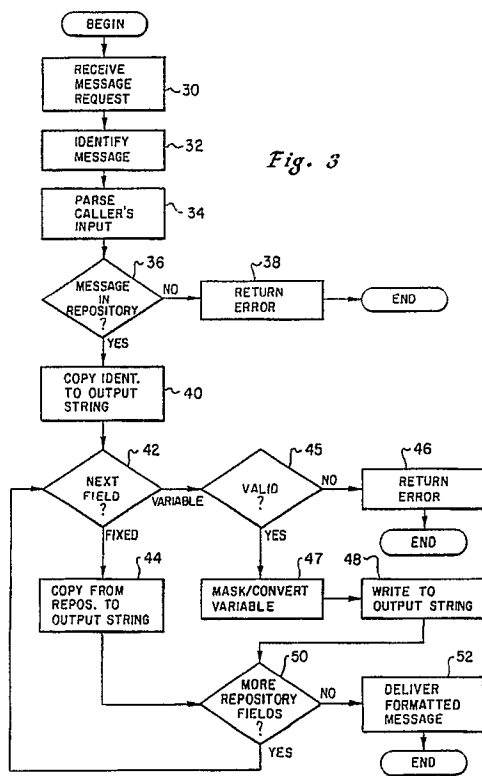 BEGIN
RECEIVE
MESSAGE
REQUEST
30
IDENTIFY
MESSAGE
32
Fig. 3
PARSE
CALLER'S
INPUT
34
36
MESSAGE
IN
REPOSITORY
?
NO
YES
38
RETURN
ERROR
END
COPY IDENT.
TO OUTPUT
STRING
40
42
NEXT
FIELD
?
VARIABLE
FIXED
45
VALID
?
NO
YES
46
RETURN
ERROR
END
44
COPY FROM
REPOS. TO
OUTPUT STRING
47
MASK/CONVERT
VARIABLE
48
WRITE TO
OUTPUT STRING
50
MORE
REPOSITORY
FIELDS
?
NO
YES
52
DELIVER
FORMATTED
MESSAGE
END